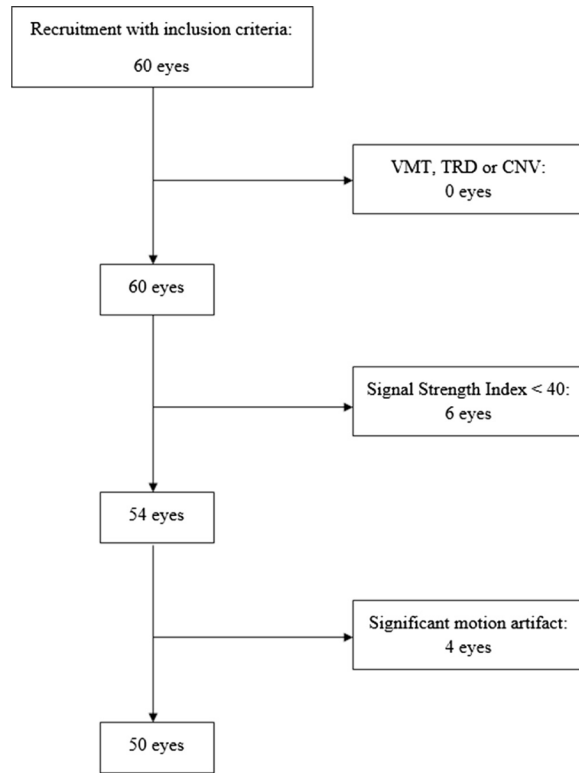 Recruitment with inclusion criteria:
60 eyes
VMT, TRD or CNV:
0 eyes
60 eyes
Signal Strength Index < 40:
6 eyes
54 eyes
Significant motion artifact:
4 eyes
50 eyes